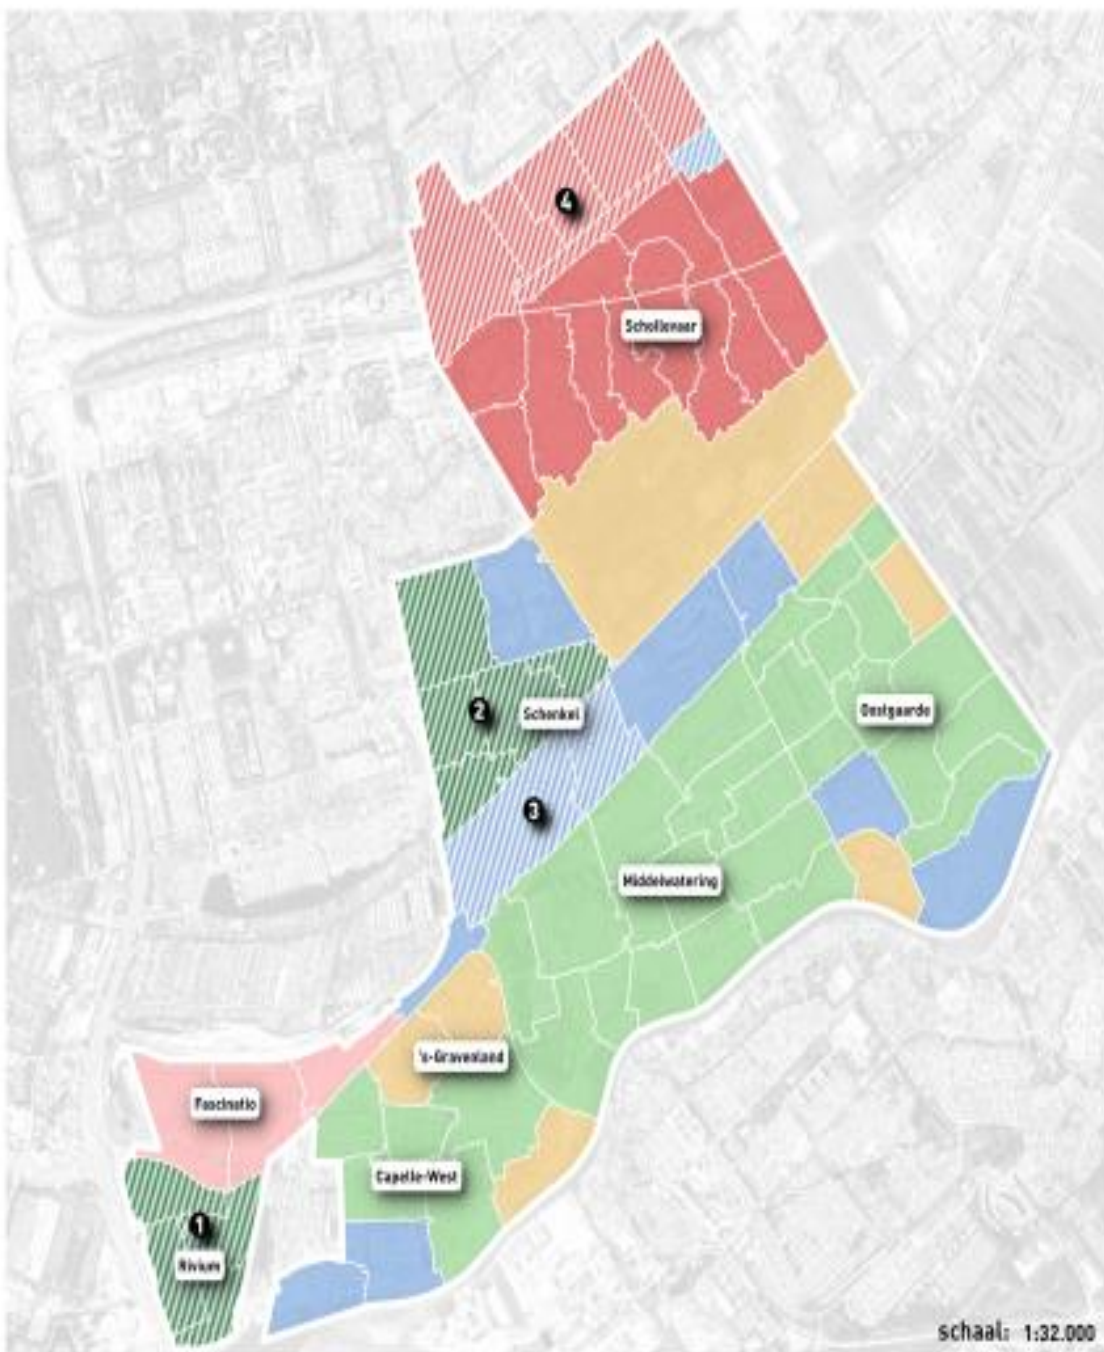 4
Schollevaar
2
Schenkel
Oostgaarde
3
Middelwatering
's-Gravenland
Fascinatio
Capelle-West
1
Rivium
schaal: 1:32.000